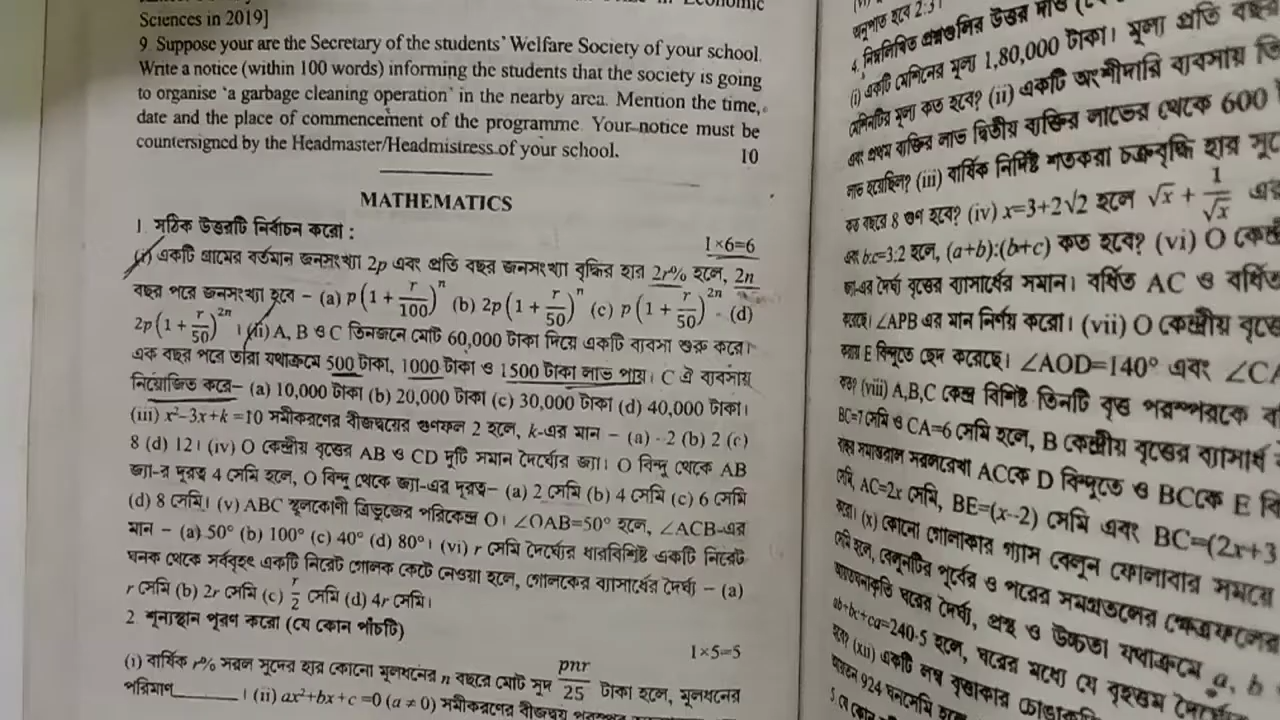 Economic
Sciences in 2019]
9. Suppose your are the Secretary of the students' Welfare Society of your school.
Write a notice (within 100 words) informing the students that the society is going
to organise 'a garbage cleaning operation' in the nearby area. Mention the time,
date and the place of commencement of the programme. Your notice must be
countersigned by the Headmaster/Headmistress of your school. 10
MATHEMATICS
1. সঠিক উত্তরটি নির্বাচন করো : 1×6=6
(i) একটি গ্রামের বর্তমান জনসংখ্যা 2p এবং প্রতি বছর জনসংখ্যা বৃদ্ধির হার 2r% হলে, 2n
বছর পরে জনসংখ্যা হবে – (a) p(1 + r/100)^n (b) 2p(1 + r/50)^n (c) p(1 + r/50)^2n (d)
2p(1 + r/50)^2n । (ii) A, B ও C তিনজনে মোট 60,000 টাকা দিয়ে একটি ব্যবসা শুরু করে।
এক বছর পরে তারা যথাক্রমে 500 টাকা, 1000 টাকা ও 1500 টাকা লাভ পায়। C ঐ ব্যবসায়
নিয়োজিত করে– (a) 10,000 টাকা (b) 20,000 টাকা (c) 30,000 টাকা (d) 40,000 টাকা।
(iii) x²–3x+k =10 সমীকরণের বীজদ্বয়ের গুণফল 2 হলে, k-এর মান – (a) -2 (b) 2 (c)
8 (d) 12। (iv) O কেন্দ্রীয় বৃত্তের AB ও CD দুটি সমান দৈর্ঘ্যের জ্যা। O বিন্দু থেকে AB
জ্যা-র দূরত্ব 4 সেমি হলে, O বিন্দু থেকে জ্যা-এর দূরত্ব– (a) 2 সেমি (b) 4 সেমি (c) 6 সেমি
(d) 8 সেমি। (v) ABC স্থূলকোণী ত্রিভুজের পরিকেন্দ্র O। ∠OAB=50° হলে, ∠ACB-এর
মান – (a) 50° (b) 100° (c) 40° (d) 80°। (vi) r সেমি দৈর্ঘ্যের ধারবিশিষ্ট একটি নিরেট
ঘনক থেকে সর্ববৃহৎ একটি নিরেট গোলক কেটে নেওয়া হলে, গোলকের ব্যাসার্ধের দৈর্ঘ্য – (a)
r সেমি (b) 2r সেমি (c) r/2 সেমি (d) 4r সেমি।
2. শূন্যস্থান পূরণ করো (যে কোন পাঁচটি) 1×5=5
(i) বার্ষিক r% সরল সুদের হার কোনো মূলধনের n বছরে মোট সুদ pnr/25 টাকা হলে, মূলধনের
পরিমাণ_______ । (ii) ax²+bx+c =0 (a ≠ 0) সমীকরণের বীজদ্বয়
অনুপাত হবে 2:3।
4. নিম্নলিখিত প্রশ্নগুলির উত্তর দাও
(i) একটি মেশিনের মূল্য 1,80,000 টাকা। মূল্য প্রতি বছর
মেশিনটির মূল্য কত হবে? (ii) একটি অংশীদারি ব্যবসায়
এবং প্রথম ব্যক্তির লাভ দ্বিতীয় ব্যক্তির লাভের থেকে 600
লাভ হয়েছিল? (iii) বার্ষিক নির্দিষ্ট শতকরা চক্রবৃদ্ধি হার
কত বছরে 8 গুণ হবে? (iv) x=3+2√2 হলে √x + 1/√x
এবং b:c=3:2 হলে, (a+b):(b+c) কত হবে? (vi) O
জ্যা-এর দৈর্ঘ্য বৃত্তের ব্যাসার্ধের সমান। বর্ধিত AC ও বর্ধিত
করেছে। ∠APB এর মান নির্ণয় করো। (vii) O কেন্দ্রীয় বৃত্তে
E বিন্দুতে ছেদ করেছে। ∠AOD=140° এবং
কত? (viii) A,B,C কেন্দ্র বিশিষ্ট তিনটি বৃত্ত পরস্পরকে
BC=7 সেমি ও CA=6 সেমি হলে, B কেন্দ্রীয় বৃত্তের ব্যাসার্ধ
সমান্তরাল সরলরেখা ACকে D বিন্দুতে ও BCকে E
সেমি, AC=2x সেমি, BE=(x-2) সেমি এবং BC=(2x+3
করো। (x) কোনো গোলাকার গ্যাস বেলুন ফোলাবার সময়ে
সেমি হলে, বেলুনটির পূর্বের ও পরের সমগ্রতলের ক্ষেত্রফলের
ঘরের দৈর্ঘ্য, প্রস্থ ও উচ্চতা যথাক্রমে a, b
ab+bc+ca=240·5 হলে, ঘরের মধ্যে যে বৃহত্তম
(xii) একটি লম্ব বৃত্তাকার
924 ঘনসেমি